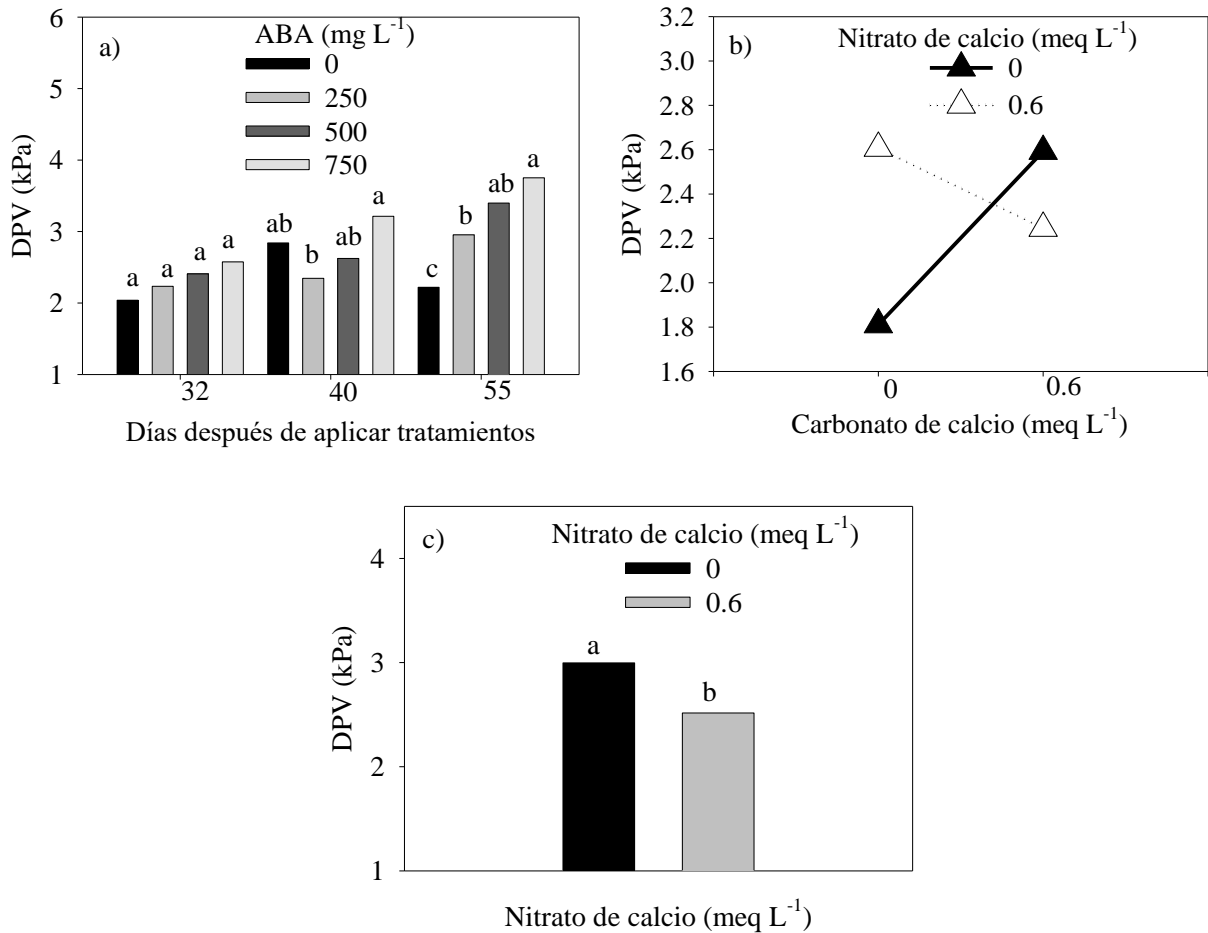 a)
ABA (mg L⁻¹)
0
250
500
750
DPV (kPa)
6
5
4
3
2
1
a a a a
ab b ab a
c b ab a
32 40 55
Días después de aplicar tratamientos
b)
Nitrato de calcio (meq L⁻¹)
0
0.6
DPV (kPa)
3.2
3.0
2.8
2.6
2.4
2.2
2.0
1.8
1.6
0 0.6
Carbonato de calcio (meq L⁻¹)
c)
Nitrato de calcio (meq L⁻¹)
0
0.6
DPV (kPa)
4
3
2
1
a
b
Nitrato de calcio (meq L⁻¹)